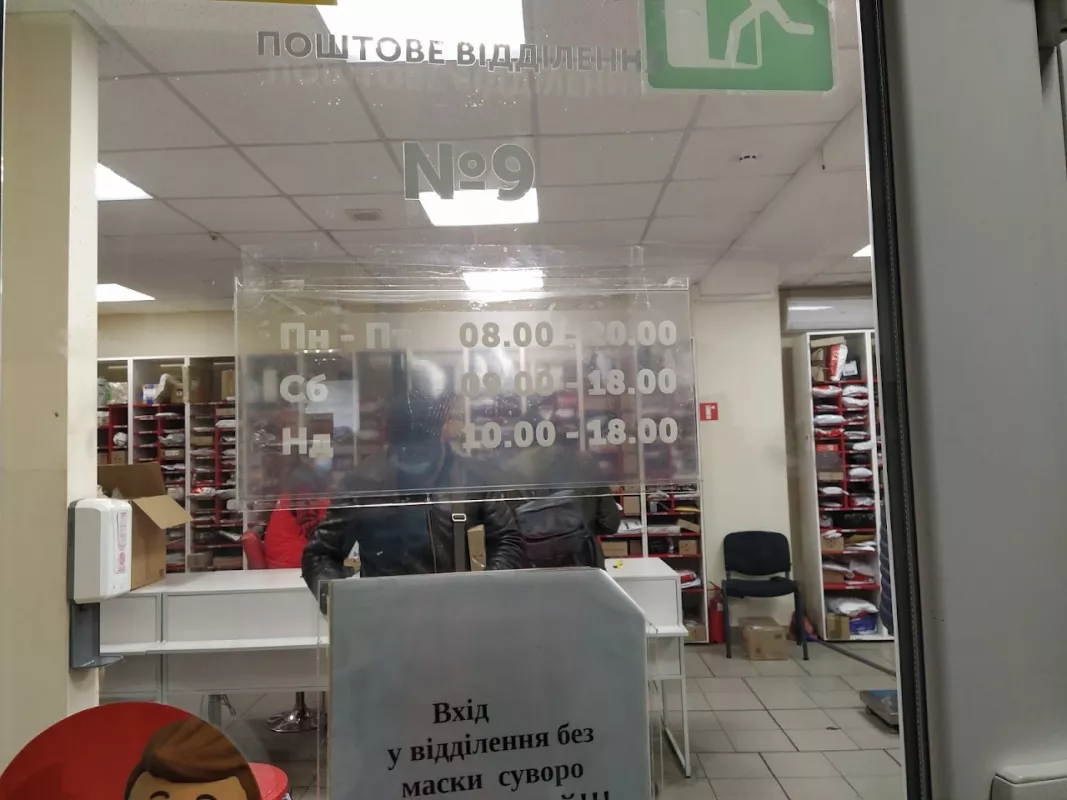 ПОШТОВЕ ВІДДІЛЕННЯ
№9
Пн - Пт 08.00 - 20.00
Сб 09.00 - 18.00
Нд 10.00 - 18.00
Вхід
у відділення без
маски суворо